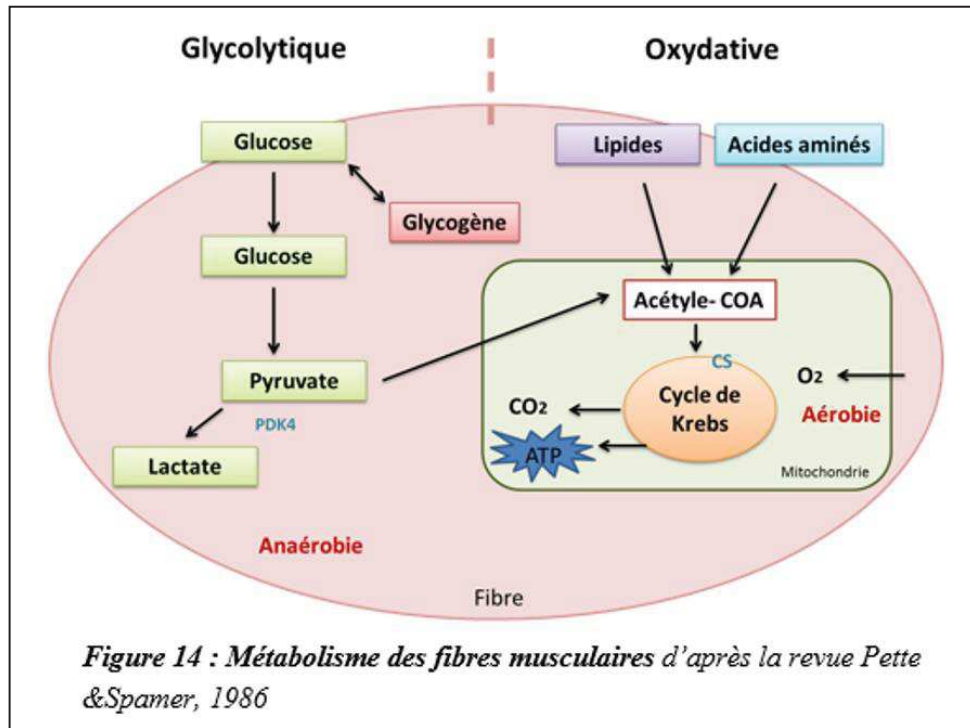 Glycolytique
Oxydative
Glucose
Lipides
Acides aminés
Glycogène
Glucose
Acétyle- COA
CS
Pyruvate
O2
CO2
Cycle de
Krebs
Aérobie
PDK4
ATP
Lactate
Mitochondrie
Anaérobie
Fibre
Figure 14 : Métabolisme des fibres musculaires d'après la revue Pette
&Spamer, 1986